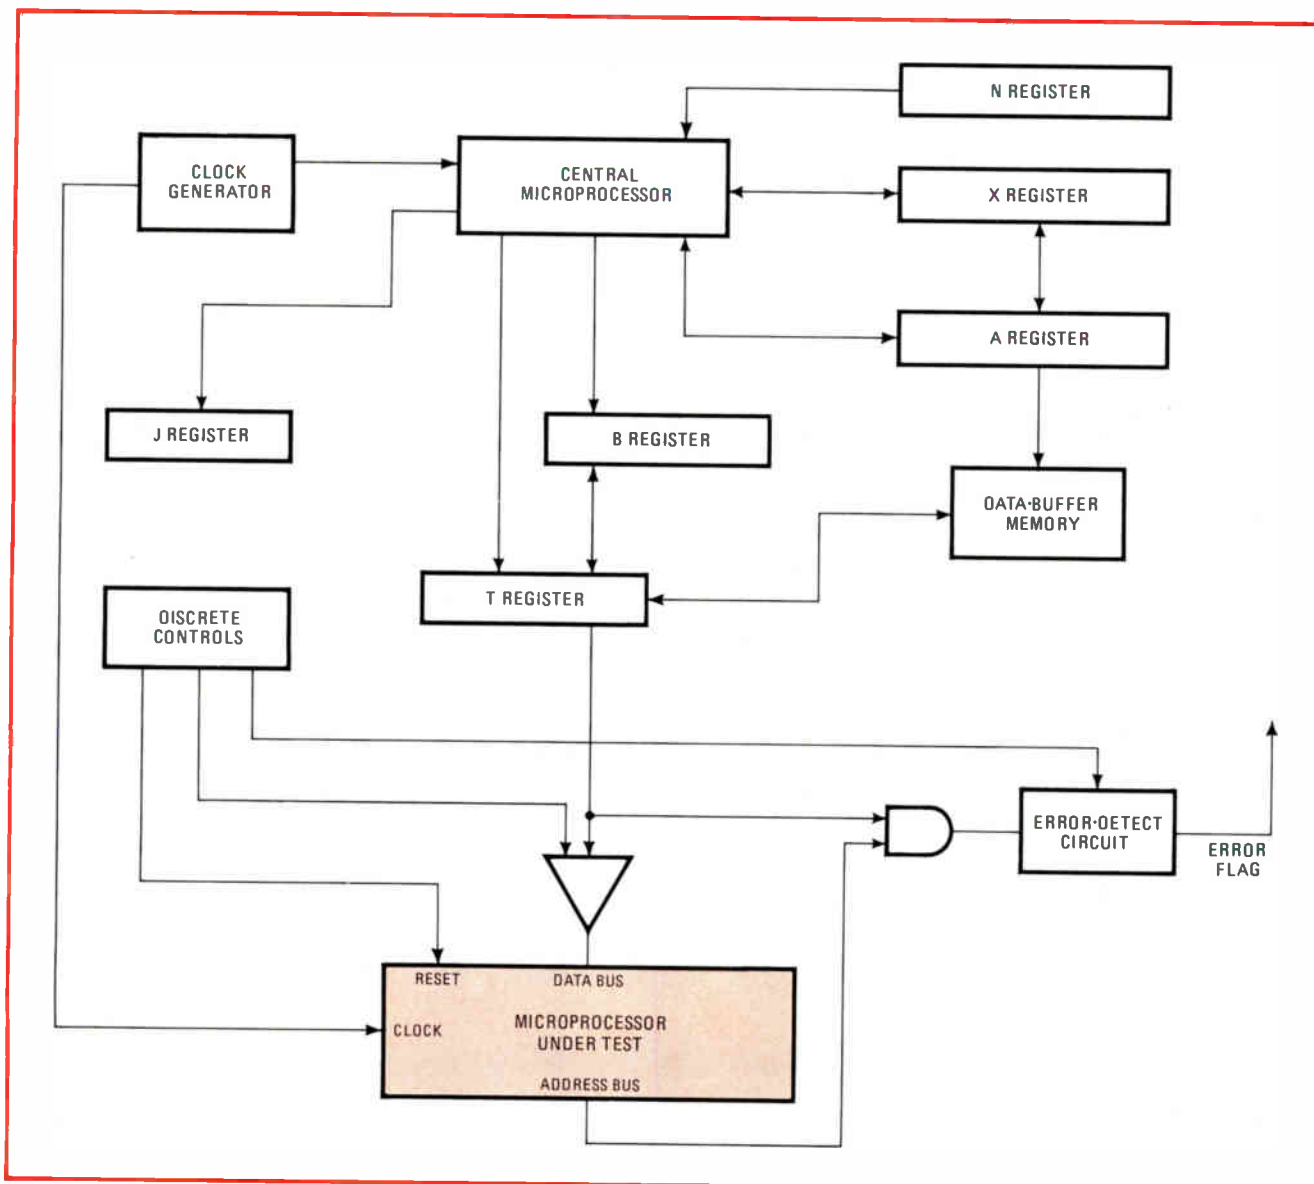 N REGISTER
CLOCK
GENERATOR
CENTRAL
MICROPROCESSOR
X REGISTER
A REGISTER
J REGISTER
B REGISTER
OATA·BUFFER
MEMORY
T REGISTER
OISCRETE
CONTROLS
ERROR·OETECT
CIRCUIT
ERROR
FLAG
RESET
DATA BUS
CLOCK
MICROPROCESSOR
UNDER TEST
ADDRESS BUS